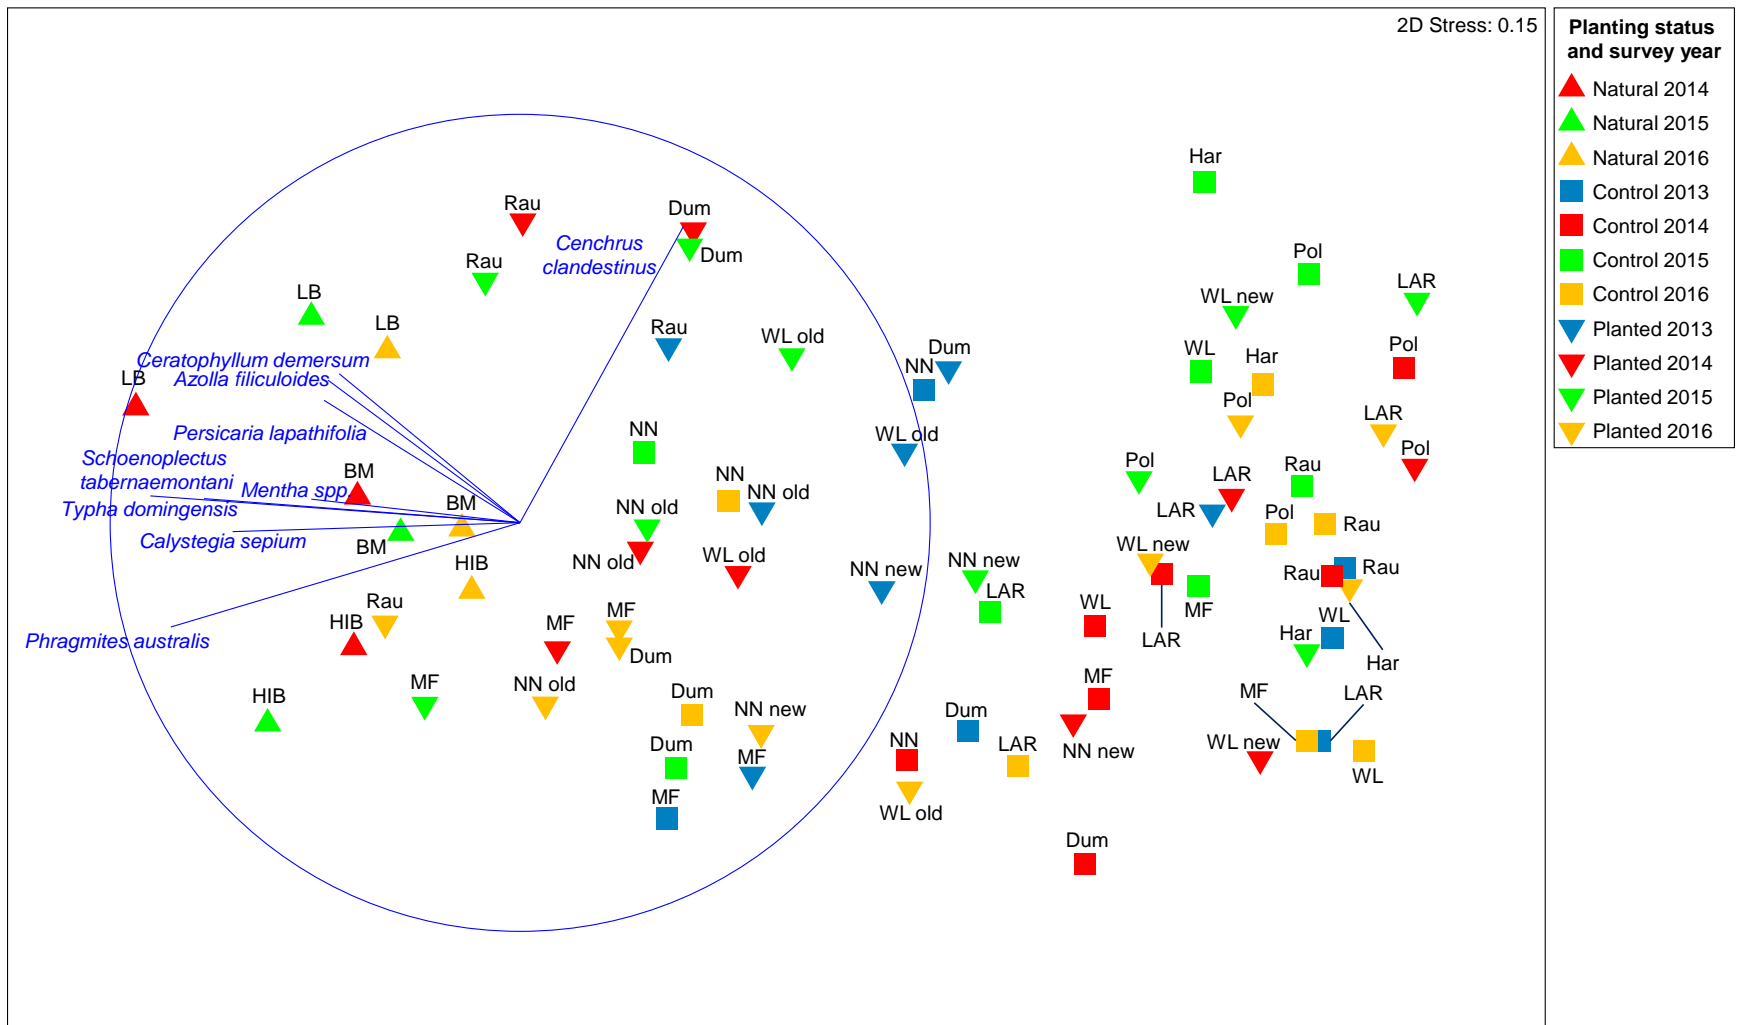 2D Stress: 0.15
Planting status
and survey year
Natural 2014
Natural 2015
Natural 2016
Control 2013
Control 2014
Control 2015
Control 2016
Planted 2013
Planted 2014
Planted 2015
Planted 2016
Har
Rau
Dum
Cenchrus
clandestinus
Dum
Pol
Rau
LAR
LB
WL new
LB
Rau
WL old
Dum
NN
WL
Har
Pol
Ceratophyllum demersum
Azolla filiculoides
LB
Pol
LAR
Persicaria lapathifolia
NN
WL old
Pol
Schoenoplectus
tabernaemontani
BM
Mentha spp.
NN
NN old
Pol
LAR
Rau
Typha domingensis
BM
NN old
LAR
Pol
Rau
Calystegia sepium
BM
NN old
WL old
WL new
HIB
NN new
NN new
Rau
Rau
Rau
LAR
WL
MF
HIB
MF
MF
WL
Phragmites australis
LAR
Har
Dum
Har
HIB
MF
NN old
Dum
MF
MF
LAR
NN new
Dum
NN
LAR
NN new
WL new
Dum
MF
WL
MF
WL old
Dum